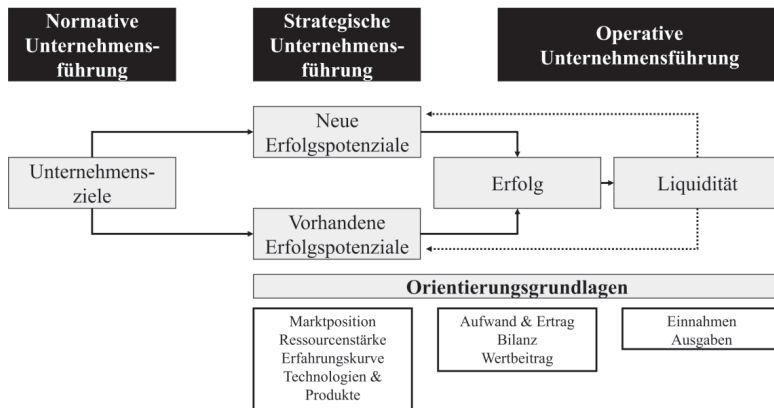 Normative
Unternehmens-
führung
Strategische
Unternehmens-
führung
Operative
Unternehmensführung
Unternehmens-
ziele
Neue
Erfolgspotenziale
Vorhandene
Erfolgspotenziale
Erfolg
Liquidität
Orientierungsgrundlagen
Marktposition
Ressourcenstärke
Erfahrungskurve
Technologien &
Produkte
Aufwand & Ertrag
Bilanz
Wertbeitrag
Einnahmen
Ausgaben